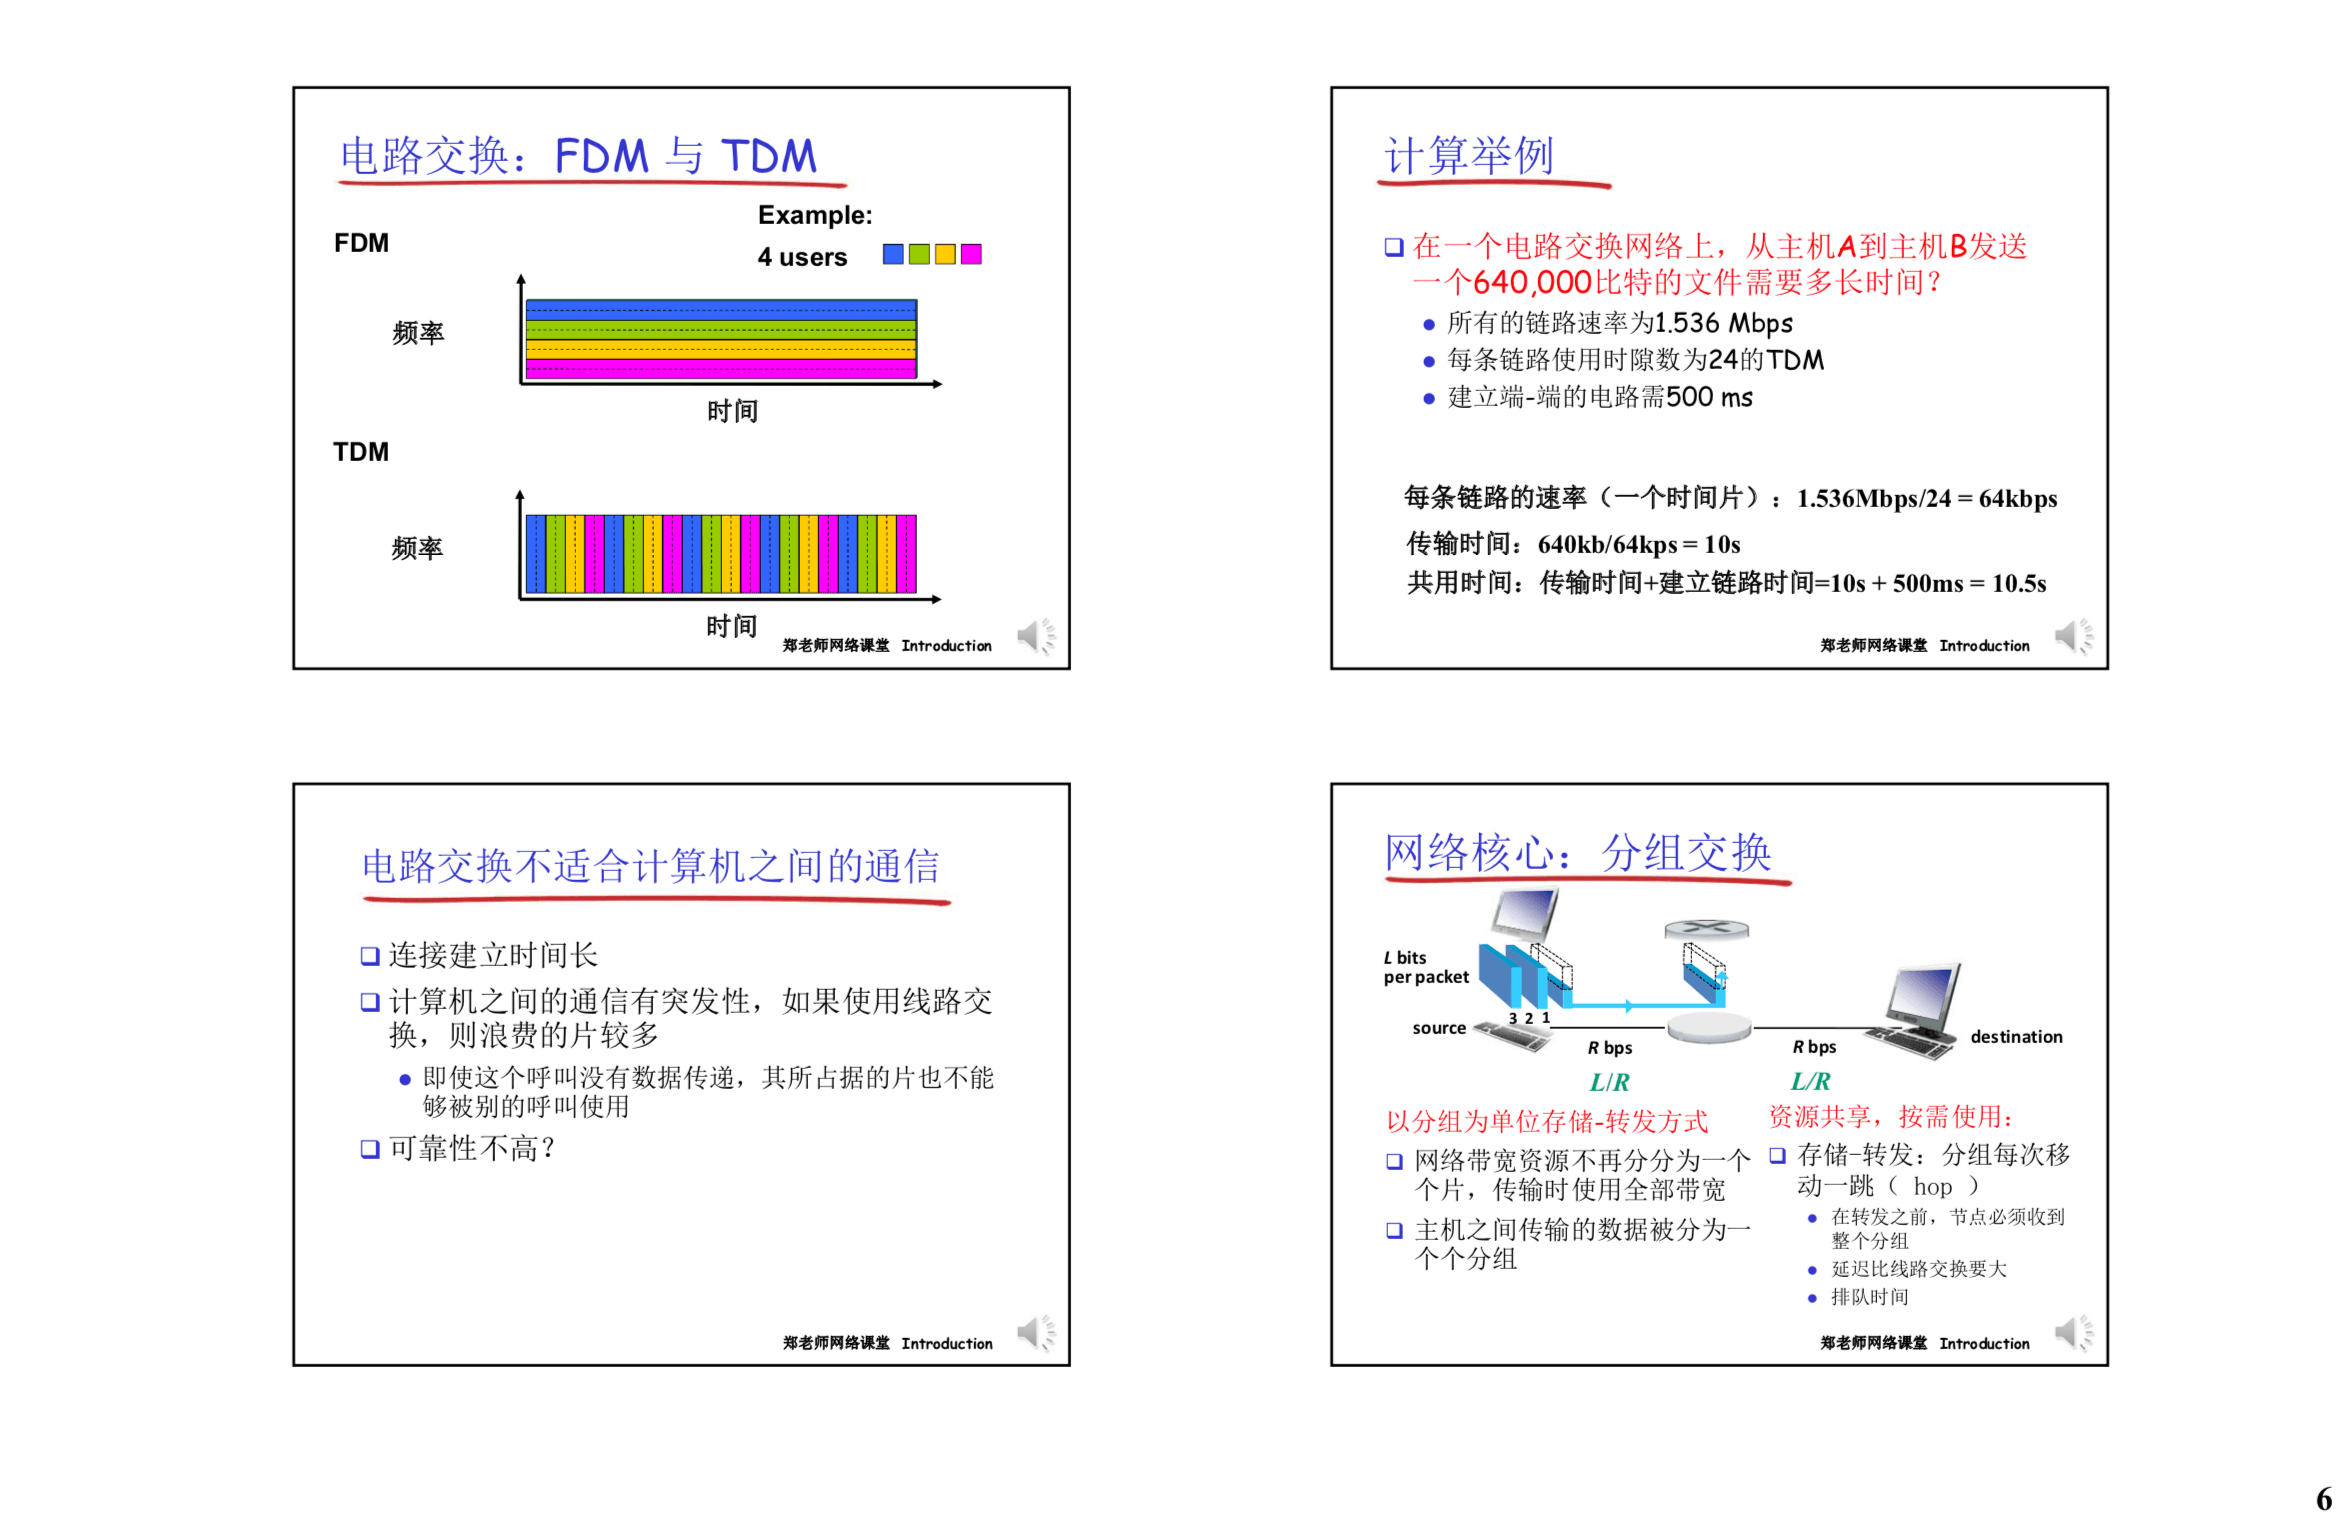 电路交换：FDM 与 TDM
Example:
FDM
4 users
频率
时间
TDM
频率
时间
郑老师网络课堂 Introduction
计算举例
在一个电路交换网络上，从主机A到主机B发送
一个640,000比特的文件需要多长时间？
所有的链路速率为1.536 Mbps
每条链路使用时隙数为24的TDM
建立端-端的电路需500 ms
每条链路的速率（一个时间片）：1.536Mbps/24 = 64kbps
传输时间：640kb/64kps = 10s
共用时间：传输时间+建立链路时间=10s + 500ms = 10.5s
郑老师网络课堂 Introduction
电路交换不适合计算机之间的通信
连接建立时间长
计算机之间的通信有突发性，如果使用线路交
换，则浪费的片较多
即使这个呼叫没有数据传递，其所占据的片也不能
够被别的呼叫使用
可靠性不高？
郑老师网络课堂 Introduction
网络核心：分组交换
L bits
per packet
3 2 1
source
destination
R bps
R bps
L/R
L/R
以分组为单位存储-转发方式
网络带宽资源不再分分为一个
个片，传输时使用全部带宽
主机之间传输的数据被分为一
个个分组
资源共享，按需使用：
存储-转发：分组每次移
动一跳（ hop ）
在转发之前，节点必须收到
整个分组
延迟比线路交换要大
排队时间
郑老师网络课堂 Introduction
6